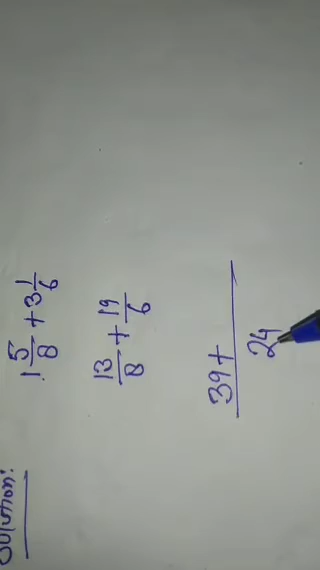 Solution:
1 5/8 + 3 1/6
13/8 + 19/6
39+
24